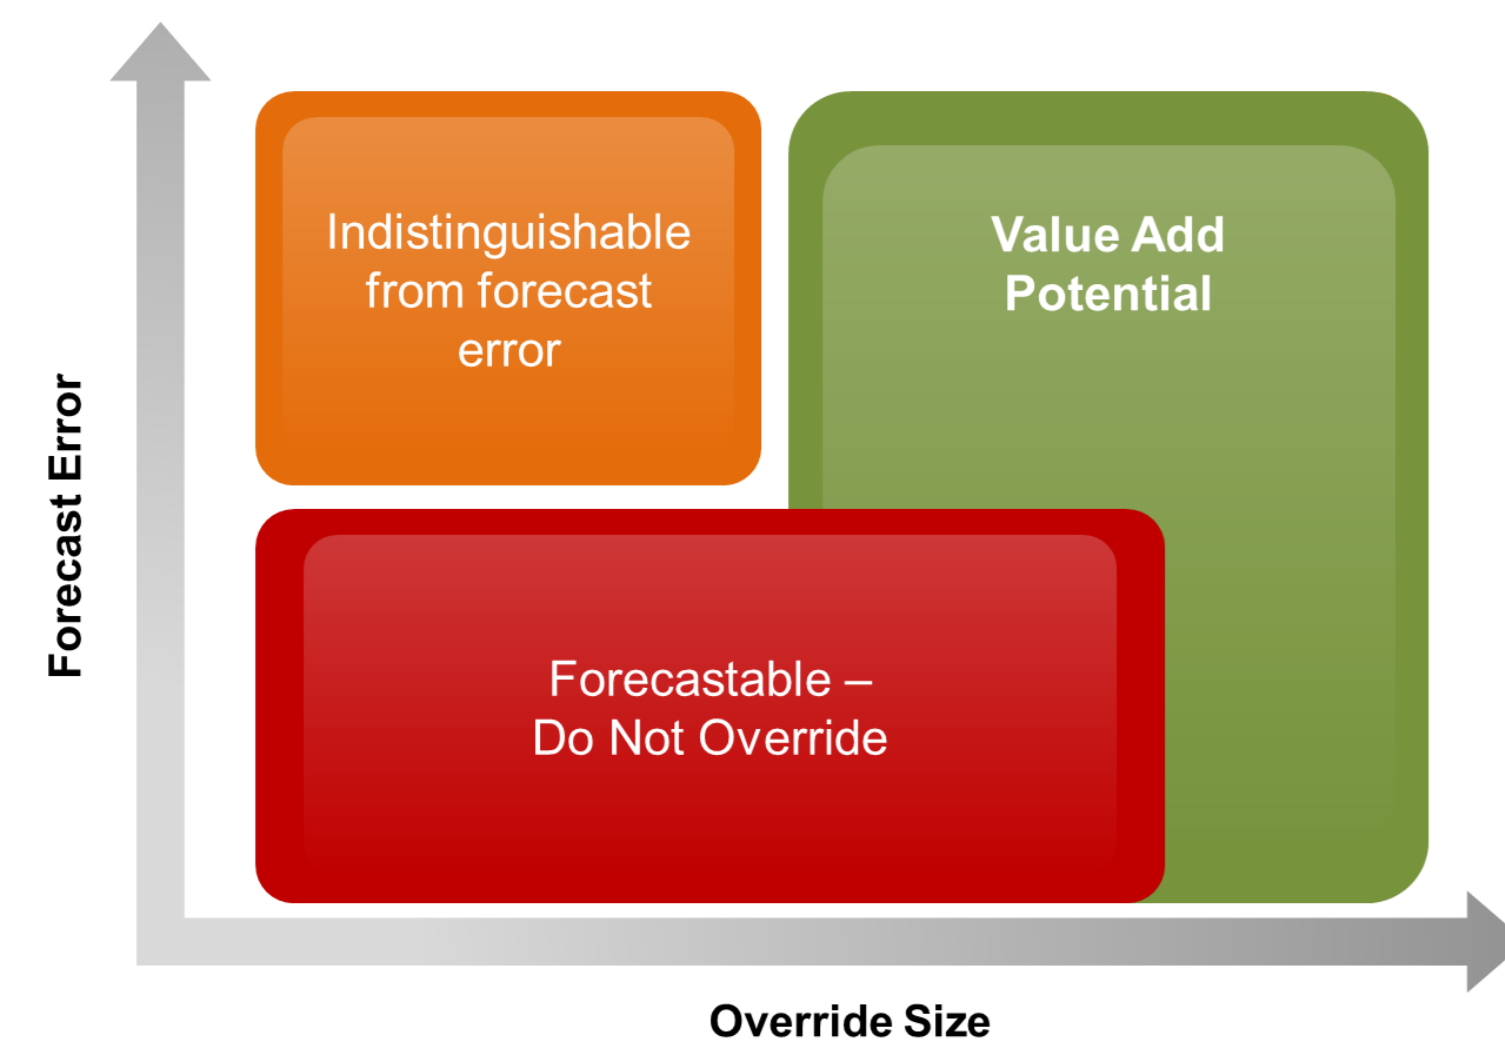 Forecast Error
Indistinguishable
from forecast
error
Value Add
Potential
Forecastable –
Do Not Override
Override Size